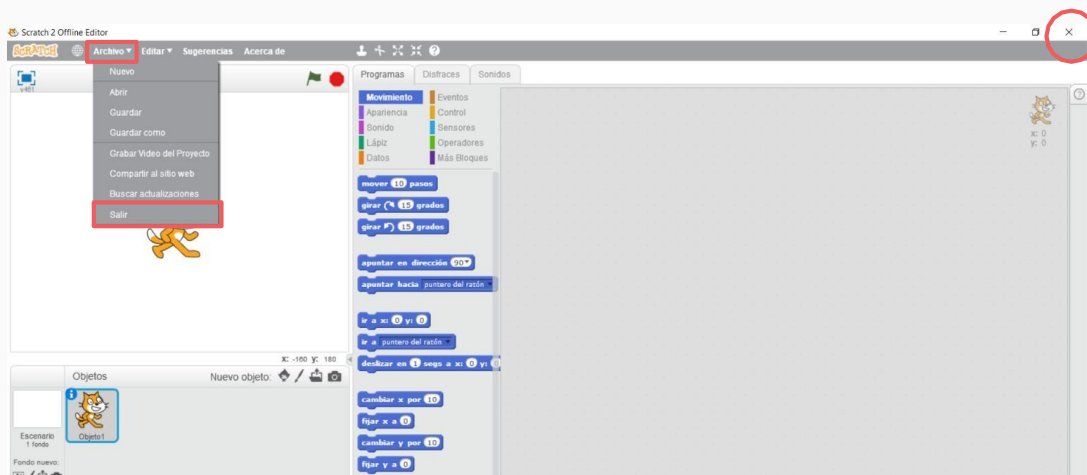 Scratch 2 Offline Editor
SCRATCH Archivo Editar Sugerencias Acerca de
v461
Nuevo
Abrir
Guardar
Guardar como
Grabar Video del Proyecto
Compartir al sitio web
Buscar actualizaciones
Salir
X: -160 Y: 180
Objetos Nuevo objeto:
Escenario
1 fondo
Objeto1
Fondo nuevo:
Programas Disfraces Sonidos
Movimiento Eventos
Apariencia Control
Sonido Sensores
Lápiz Operadores
Datos Más Bloques
mover 10 pasos
girar 15 grados
girar 15 grados
apuntar en dirección 90
apuntar hacia puntero del ratón
ir a x: 0 y: 0
ir a puntero del ratón
deslizar en 1 segs a x: 0 y: 0
cambiar x por 10
fijar x a 0
cambiar y por 10
fijar y a 0
x: 0
y: 0